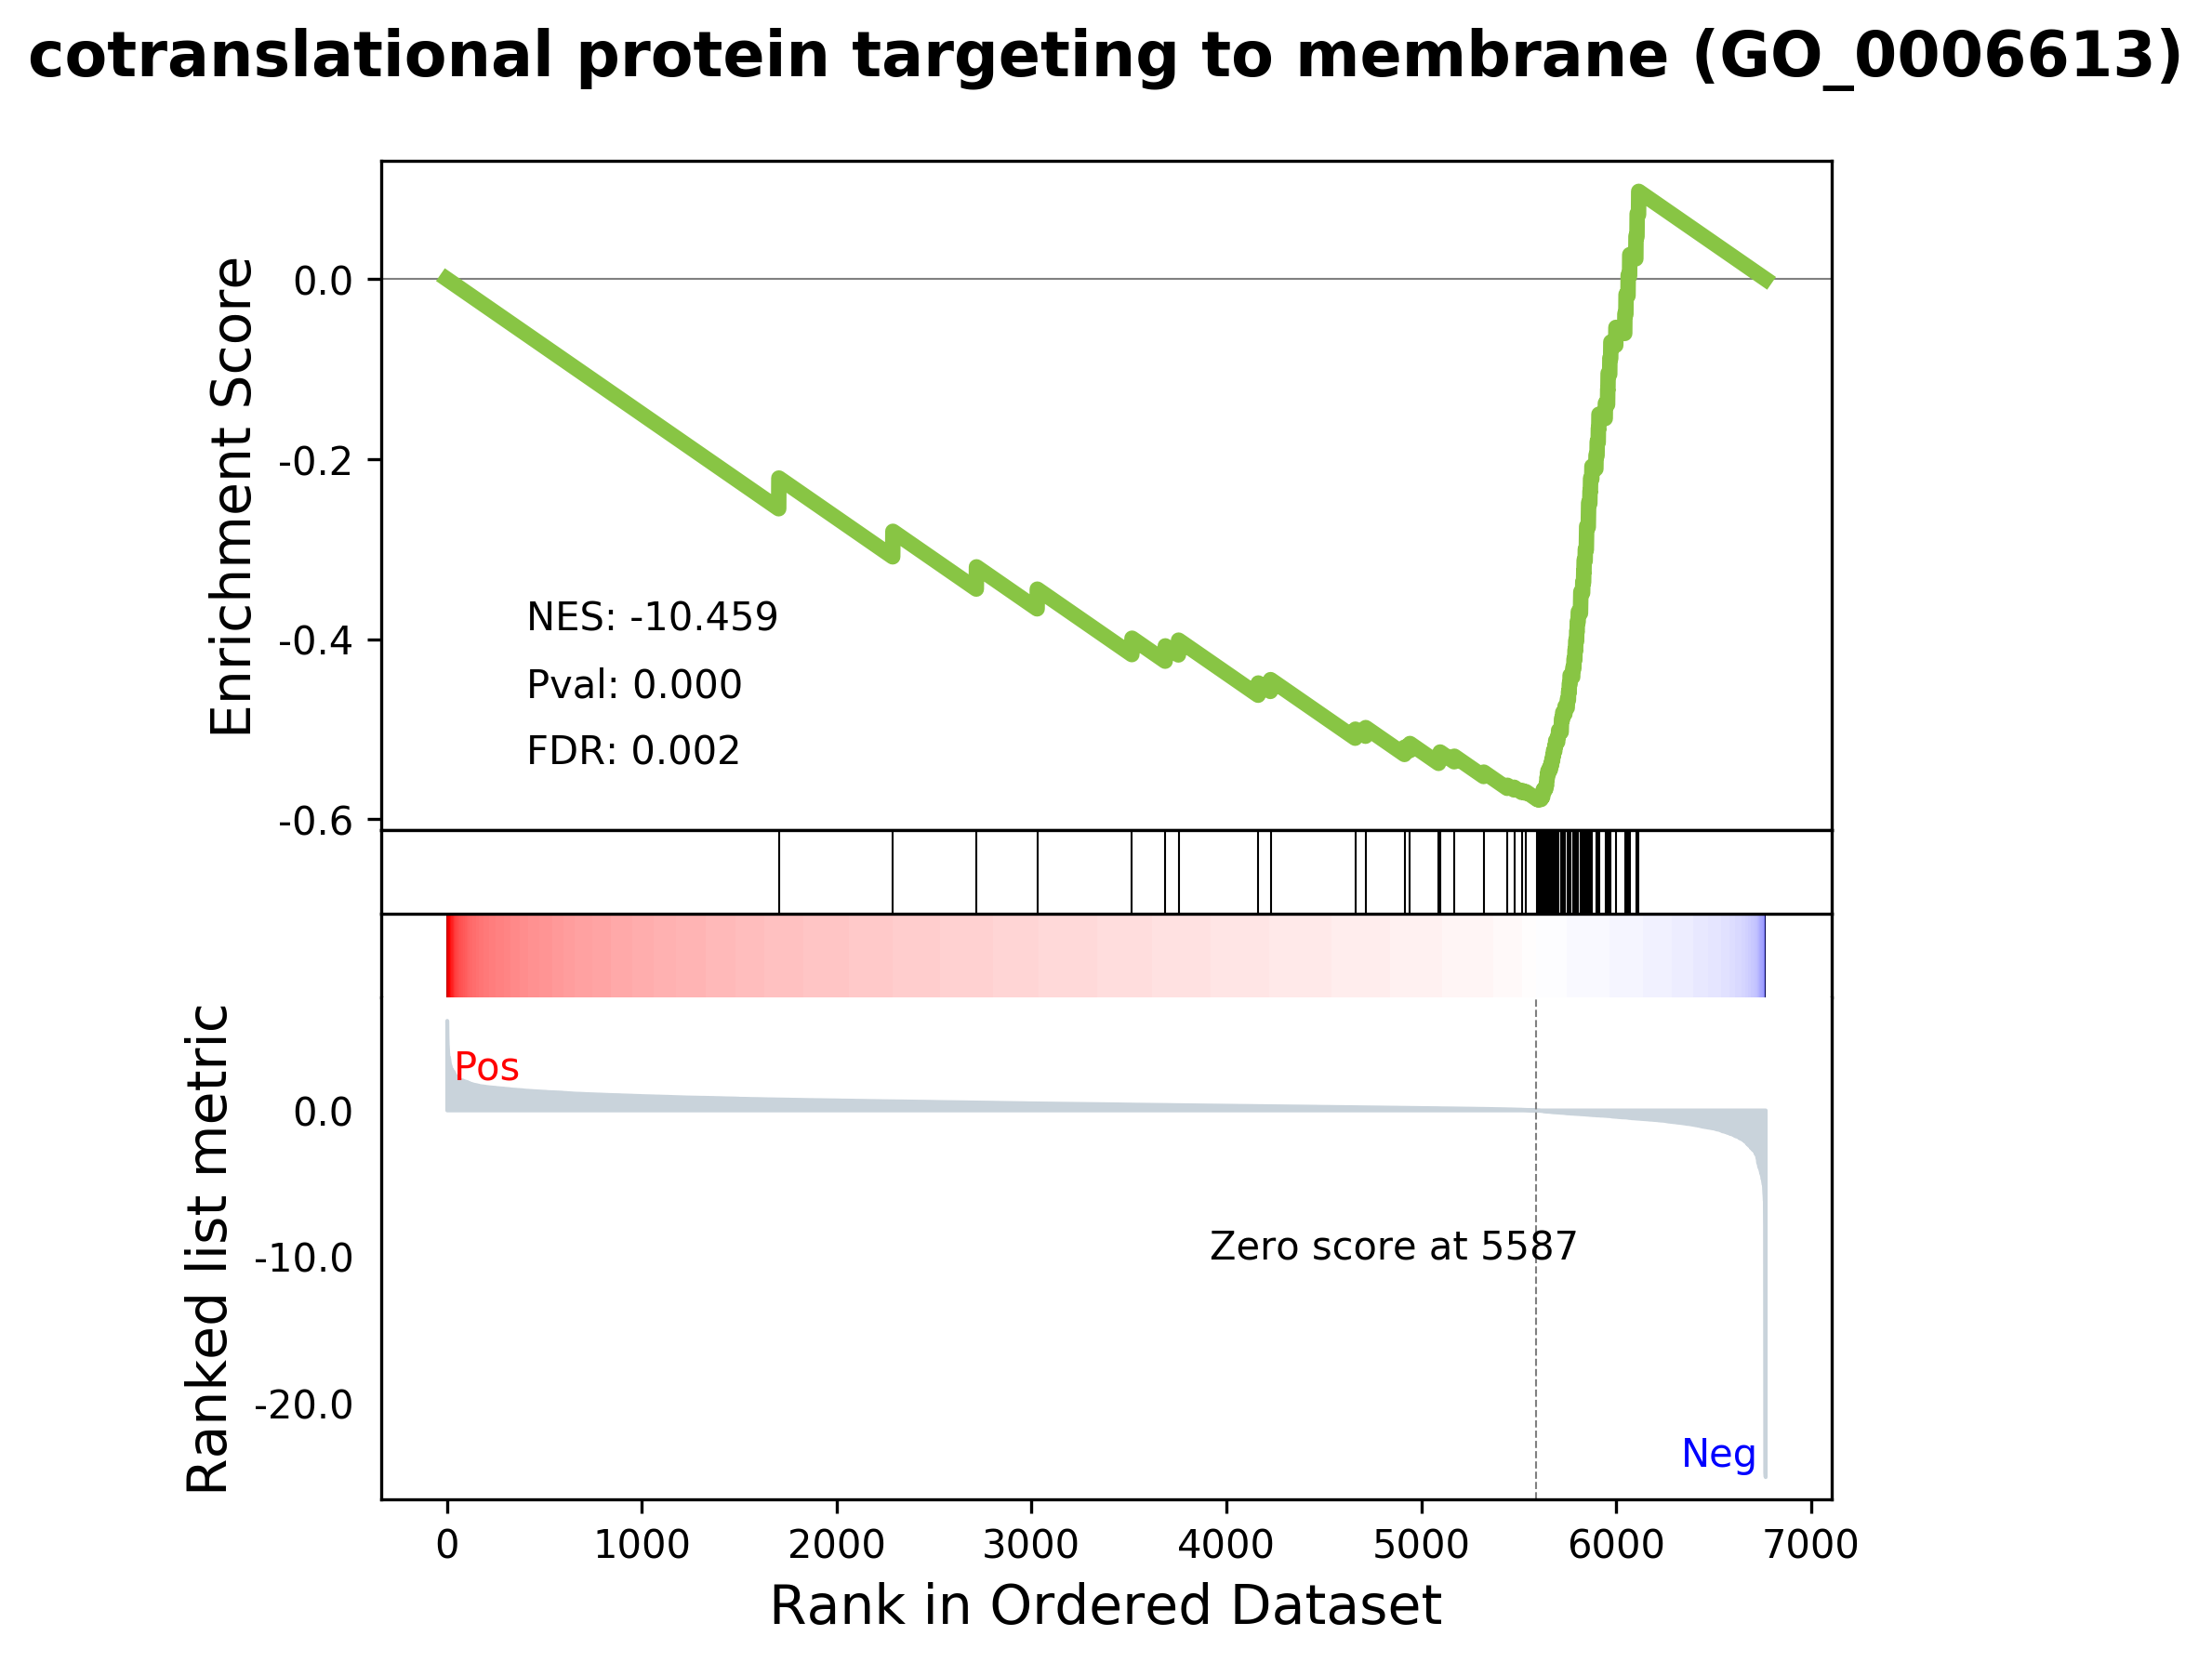 cotranslational protein targeting to membrane (GO_0006613)
Enrichment Score
0.0
-0.2
-0.4
-0.6
NES: -10.459
Pval: 0.000
FDR: 0.002
Ranked list metric
0.0
-10.0
-20.0
Pos
Zero score at 5587
Neg
0 1000 2000 3000 4000 5000 6000 7000
Rank in Ordered Dataset